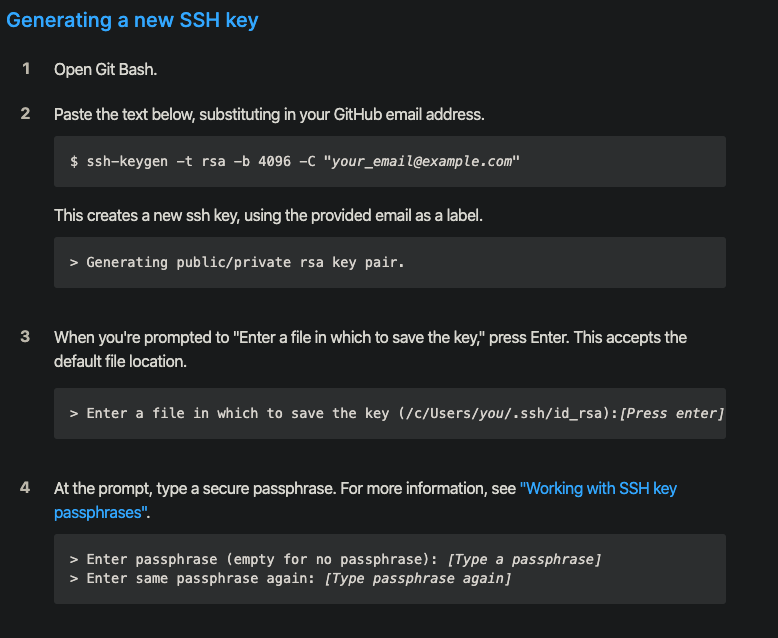 Generating a new SSH key
1 Open Git Bash.
2 Paste the text below, substituting in your GitHub email address.
$ ssh-keygen -t rsa -b 4096 -C "your_email@example.com"
This creates a new ssh key, using the provided email as a label.
> Generating public/private rsa key pair.
3 When you're prompted to "Enter a file in which to save the key," press Enter. This accepts the
default file location.
> Enter a file in which to save the key (/c/Users/you/.ssh/id_rsa):[Press enter]
4 At the prompt, type a secure passphrase. For more information, see "Working with SSH key
passphrases".
> Enter passphrase (empty for no passphrase): [Type a passphrase]
> Enter same passphrase again: [Type passphrase again]